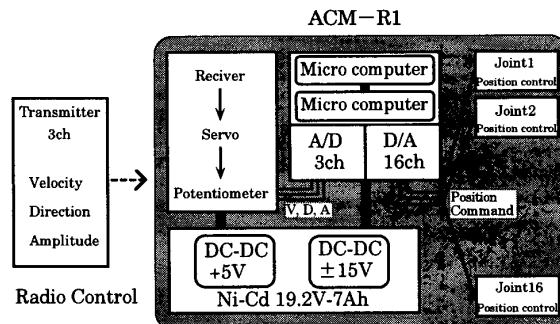 ACM-R1
Transmitter
3ch
Velocity
Direction
Amplitude
Radio Control
Reciver
Servo
Potentiometer
Micro computer
Micro computer
A/D
3ch
D/A
16ch
V, D, A
Position
Command
DC-DC
+5V
DC-DC
±15V
Ni-Cd 19.2V-7Ah
Joint1
Position control
Joint2
Position control
Joint16
Position control